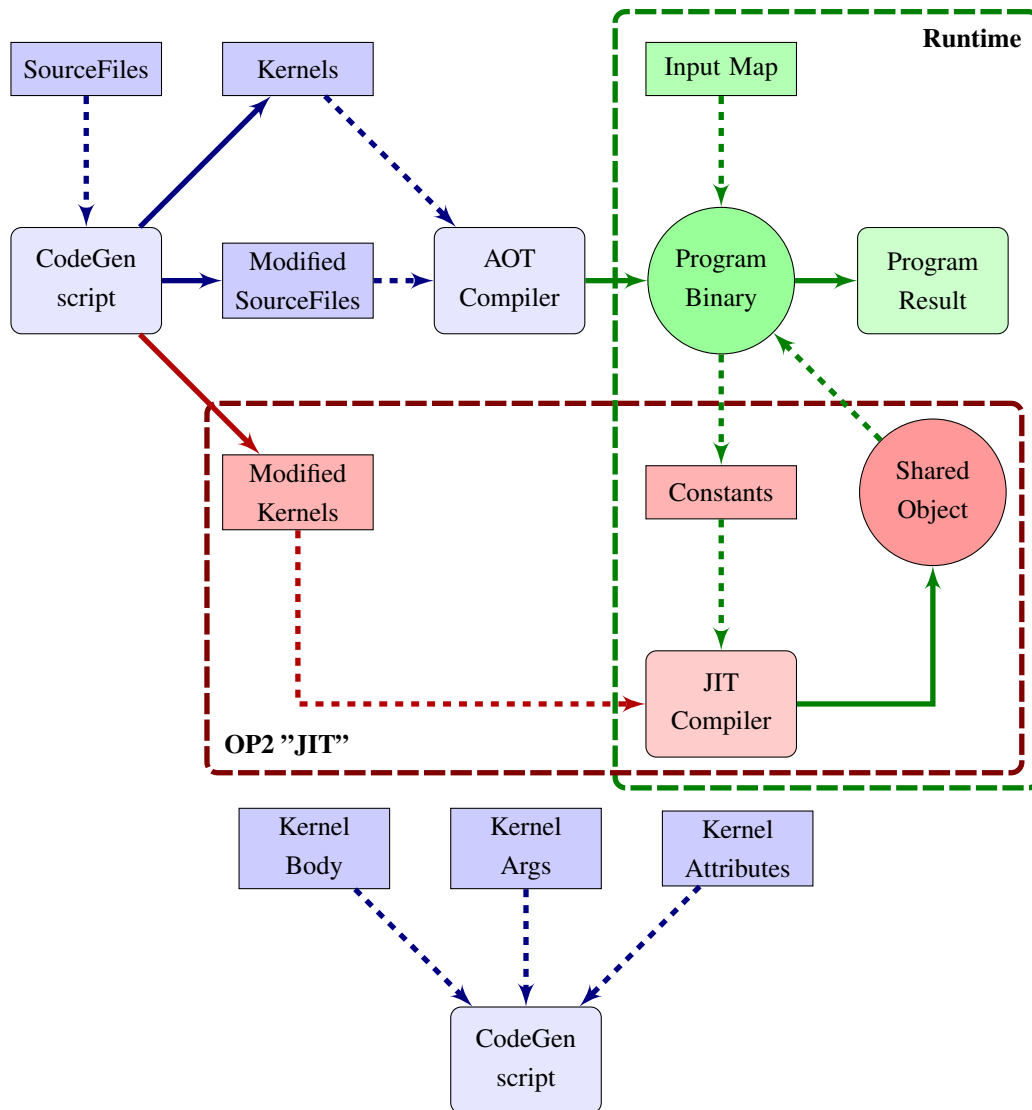 Runtime
SourceFiles
Kernels
Input Map
CodeGen
script
Modified
SourceFiles
AOT
Compiler
Program
Binary
Program
Result
Modified
Kernels
Constants
Shared
Object
JIT
Compiler
OP2 ”JIT”
Kernel
Body
Kernel
Args
Kernel
Attributes
CodeGen
script